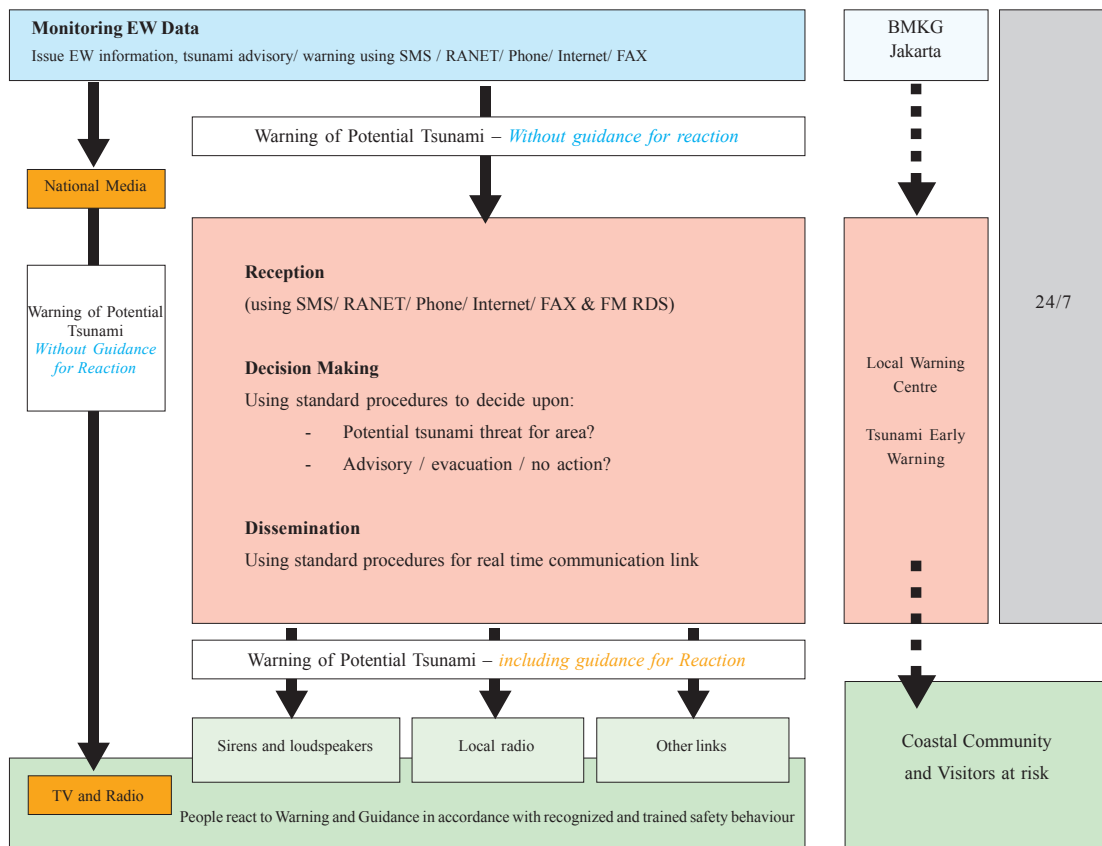 Monitoring EW Data
Issue EW information, tsunami advisory/ warning using SMS / RANET/ Phone/ Internet/ FAX
BMKG
Jakarta
Warning of Potential Tsunami – Without guidance for reaction
National Media
Warning of Potential
Tsunami
Without Guidance
for Reaction
Reception
(using SMS/ RANET/ Phone/ Internet/ FAX & FM RDS)
Decision Making
Using standard procedures to decide upon:
- Potential tsunami threat for area?
- Advisory / evacuation / no action?
Dissemination
Using standard procedures for real time communication link
Local Warning
Centre
Tsunami Early
Warning
24/7
Warning of Potential Tsunami – including guidance for Reaction
Sirens and loudspeakers
Local radio
Other links
TV and Radio
People react to Warning and Guidance in accordance with recognized and trained safety behaviour
Coastal Community
and Visitors at risk